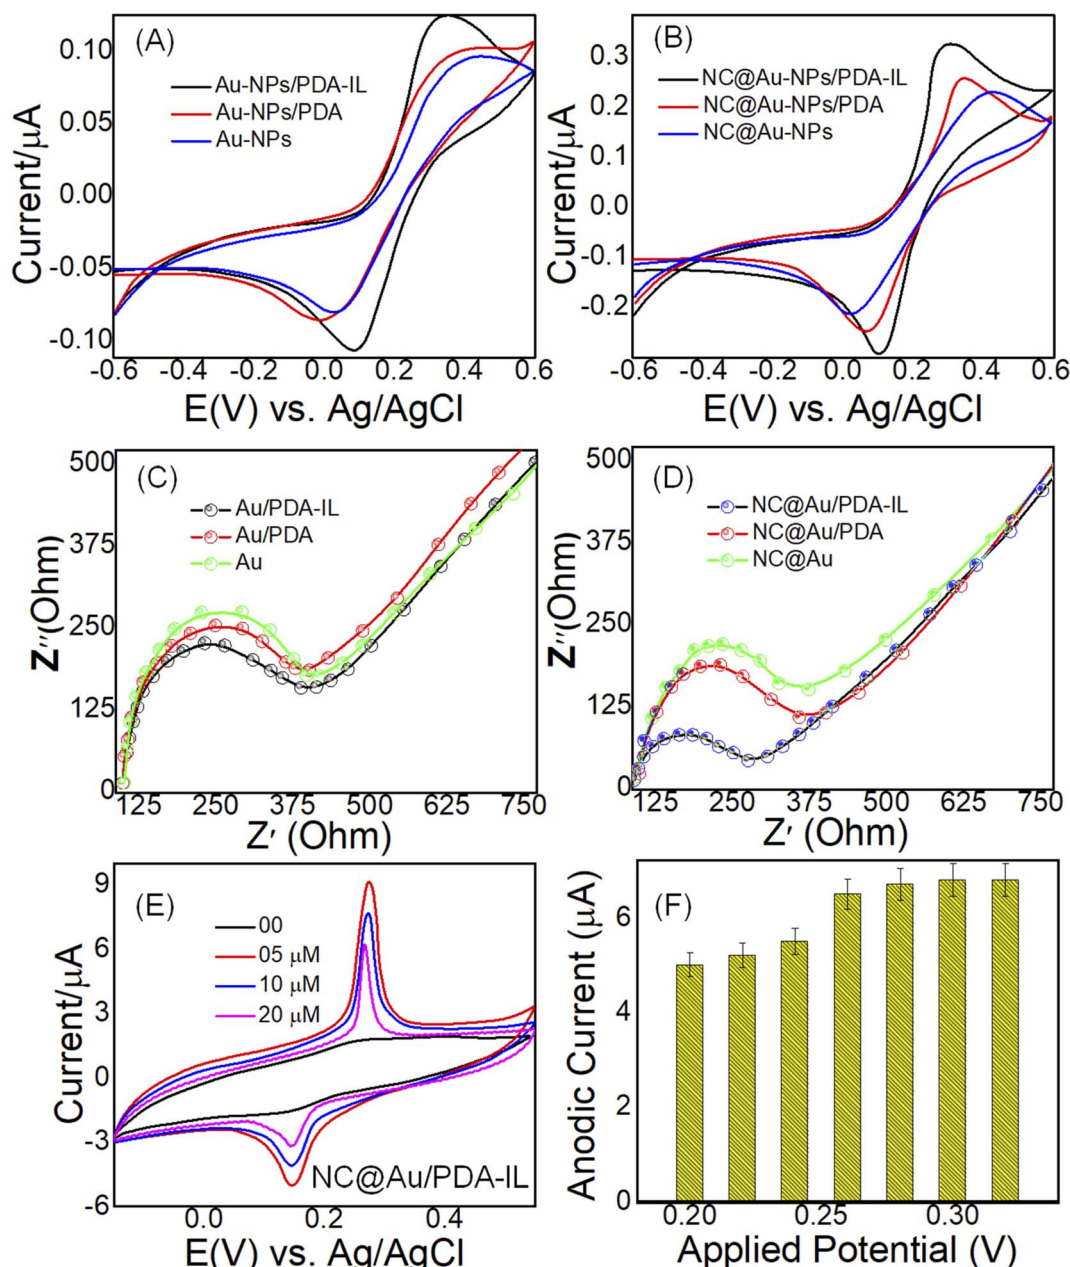 (A)
Au-NPs/PDA-IL
Au-NPs/PDA
Au-NPs
0.10
0.05
0.00
-0.05
-0.10
Current/µA
-0.6 -0.4 -0.2 0.0 0.2 0.4 0.6
E(V) vs. Ag/AgCl
(B)
NC@Au-NPs/PDA-IL
NC@Au-NPs/PDA
NC@Au-NPs
0.3
0.2
0.1
0.0
-0.1
-0.2
Current/µA
-0.6 -0.4 -0.2 0.0 0.2 0.4 0.6
E(V) vs. Ag/AgCl
(C)
Au/PDA-IL
Au/PDA
Au
500
375
250
125
0
Z′′(Ohm)
125 250 375 500 625 750
Z′ (Ohm)
(D)
NC@Au/PDA-IL
NC@Au/PDA
NC@Au
500
375
250
125
0
Z′′(Ohm)
125 250 375 500 625 750
Z′ (Ohm)
(E)
00
05 µM
10 µM
20 µM
9
6
3
0
-3
-6
Current/µA
NC@Au/PDA-IL
0.0 0.2 0.4
E(V) vs. Ag/AgCl
(F)
6
4
2
0
Anodic Current (µA)
0.20 0.25 0.30
Applied Potential (V)